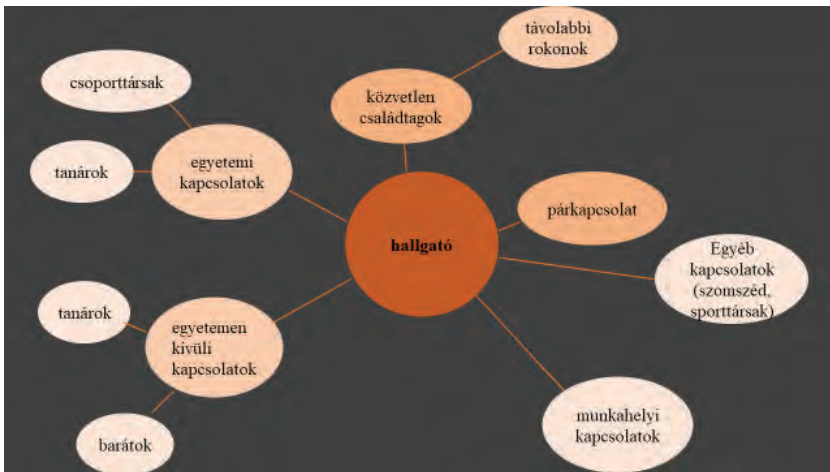 távolabbi
rokonok
csoporttársak
közvetlen
családtagok
egyetemi
kapcsolatok
tanárok
párkapcsolat
hallgató
Egyéb
kapcsolatok
(szomszéd,
sporttársak)
tanárok
egyetemen
kívüli
kapcsolatok
munkahelyi
kapcsolatok
barátok